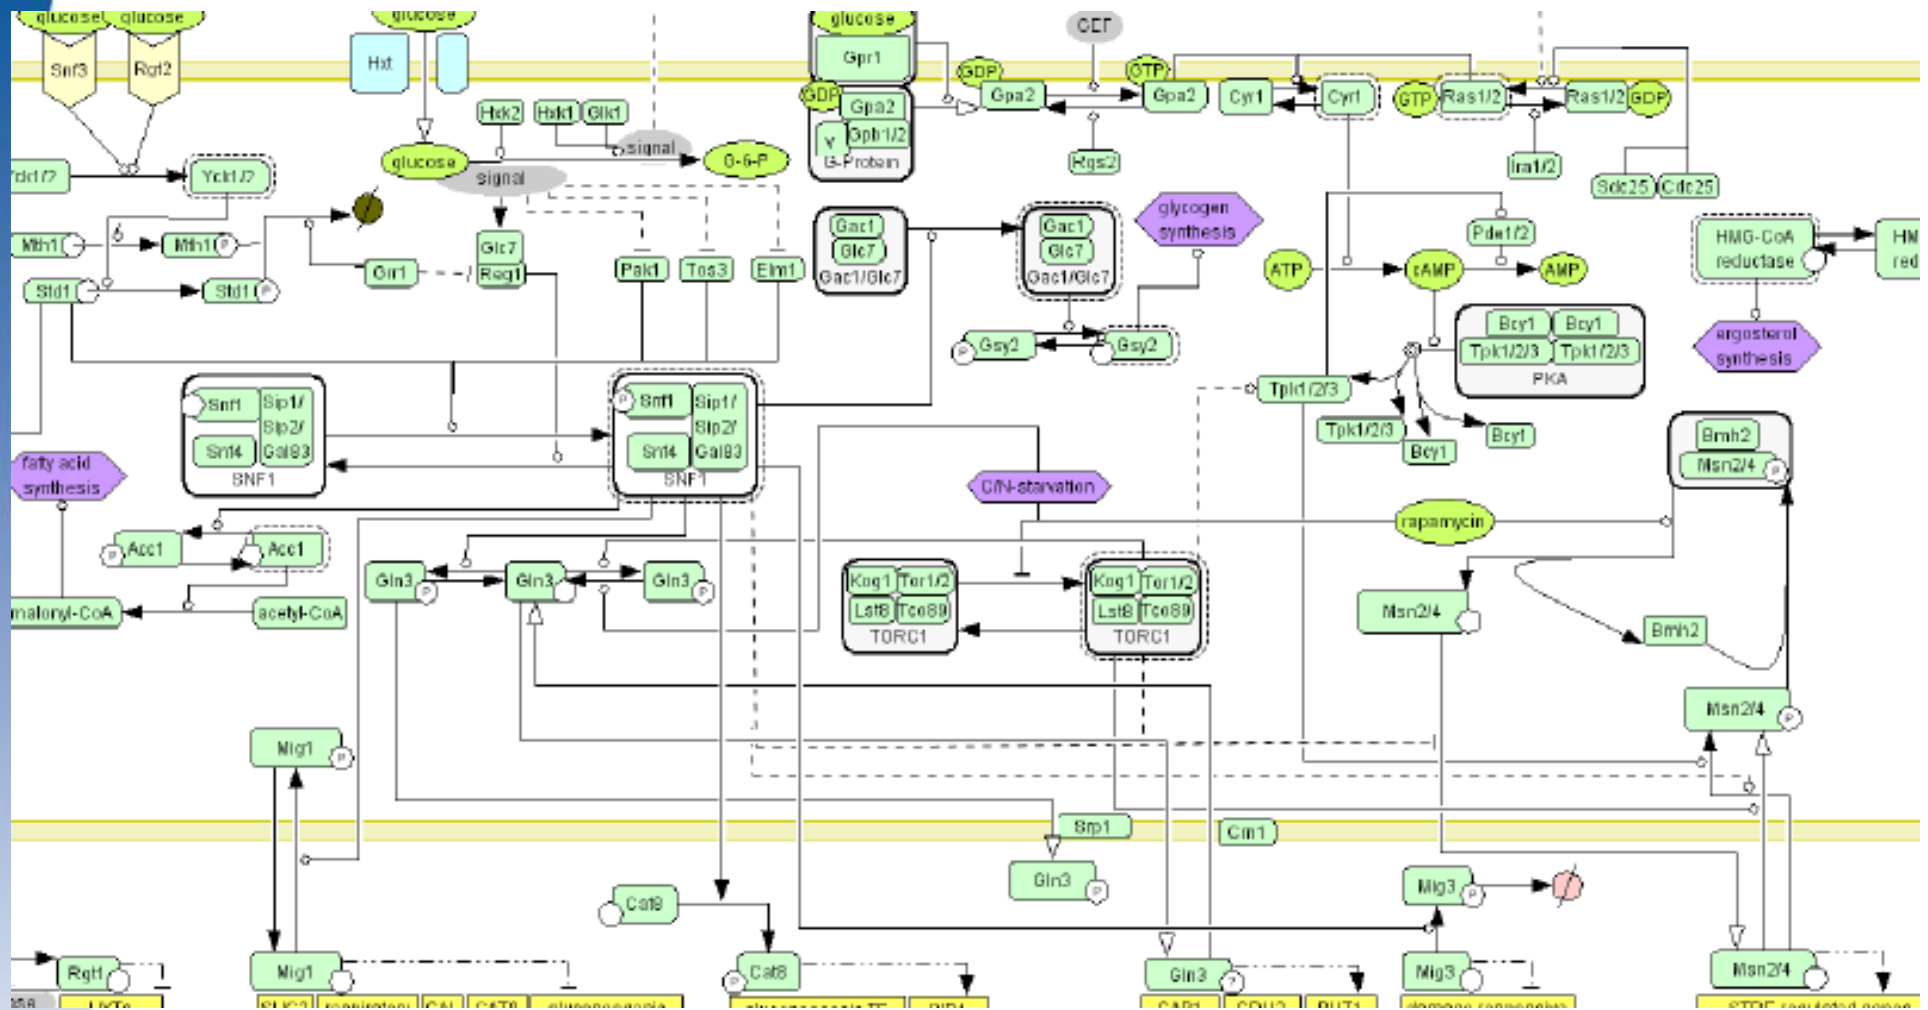 glucose
glucose
glucose
glucose
Snf3
Rgt2
Hxt
Gpr1
GDP
GTP
Gpa2
Gpa2
Cyr1
Cyr1
GTP
Ras1/2
Ras1/2
GDP
GDP
Gpa2
Gpb1/2
G-Protein
Hxk2
Hxk1
Glk1
signal
glucose
G-6-P
signal
Rgs2
Ira1/2
Sdc25
Cdc25
Yck1/2
Mth1
Mth1
P
Std1
Std1
P
Grr1
Glc7
Reg1
Pak1
Tos3
Elm1
Gac1
Glc7
Gac1/Glc7
Gac1
Glc7
Gac1/Glc7
glycogen
synthesis
Pde1/2
ATP
cAMP
AMP
HMG-CoA
reductase
HM
red
P
Gsy2
Gsy2
Bcy1
Bcy1
Tpk1/2/3
Tpk1/2/3
PKA
ergosterol
synthesis
Tpk1/2/3
Tpk1/2/3
Bcy1
Bcy1
Snf1
Sip1/
Sip2/
Gal83
Snf4
SNF1
P
Snf1
Sip1/
Sip2/
Gal83
Snf4
SNF1
fatty acid
synthesis
C/N-starvation
Bmh2
Msn2/4
P
rapamycin
P
Acc1
Acc1
malonyl-CoA
acetyl-CoA
Gln3
P
Gln3
Gln3
P
Kog1
Tor1/2
Lst8
Tco89
TORC1
Kog1
Tor1/2
Lst8
Tco89
TORC1
Msn2/4
Bmh2
Msn2/4
P
Mig1
P
Srp1
Crm1
Gln3
P
Cat8
Mig3
P
Rgt1
Mig1
P
Cat8
Gln3
?
Mig3
Msn2/4